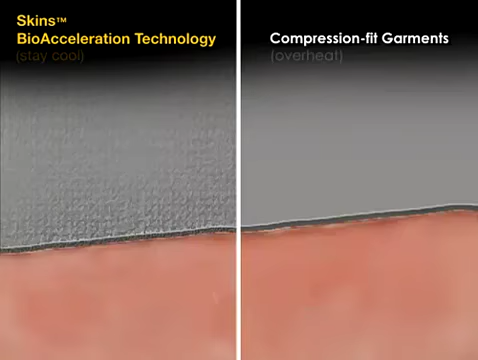 Skins™
BioAcceleration Technology
(stay cool)
Compression-fit Garments
(overheat)